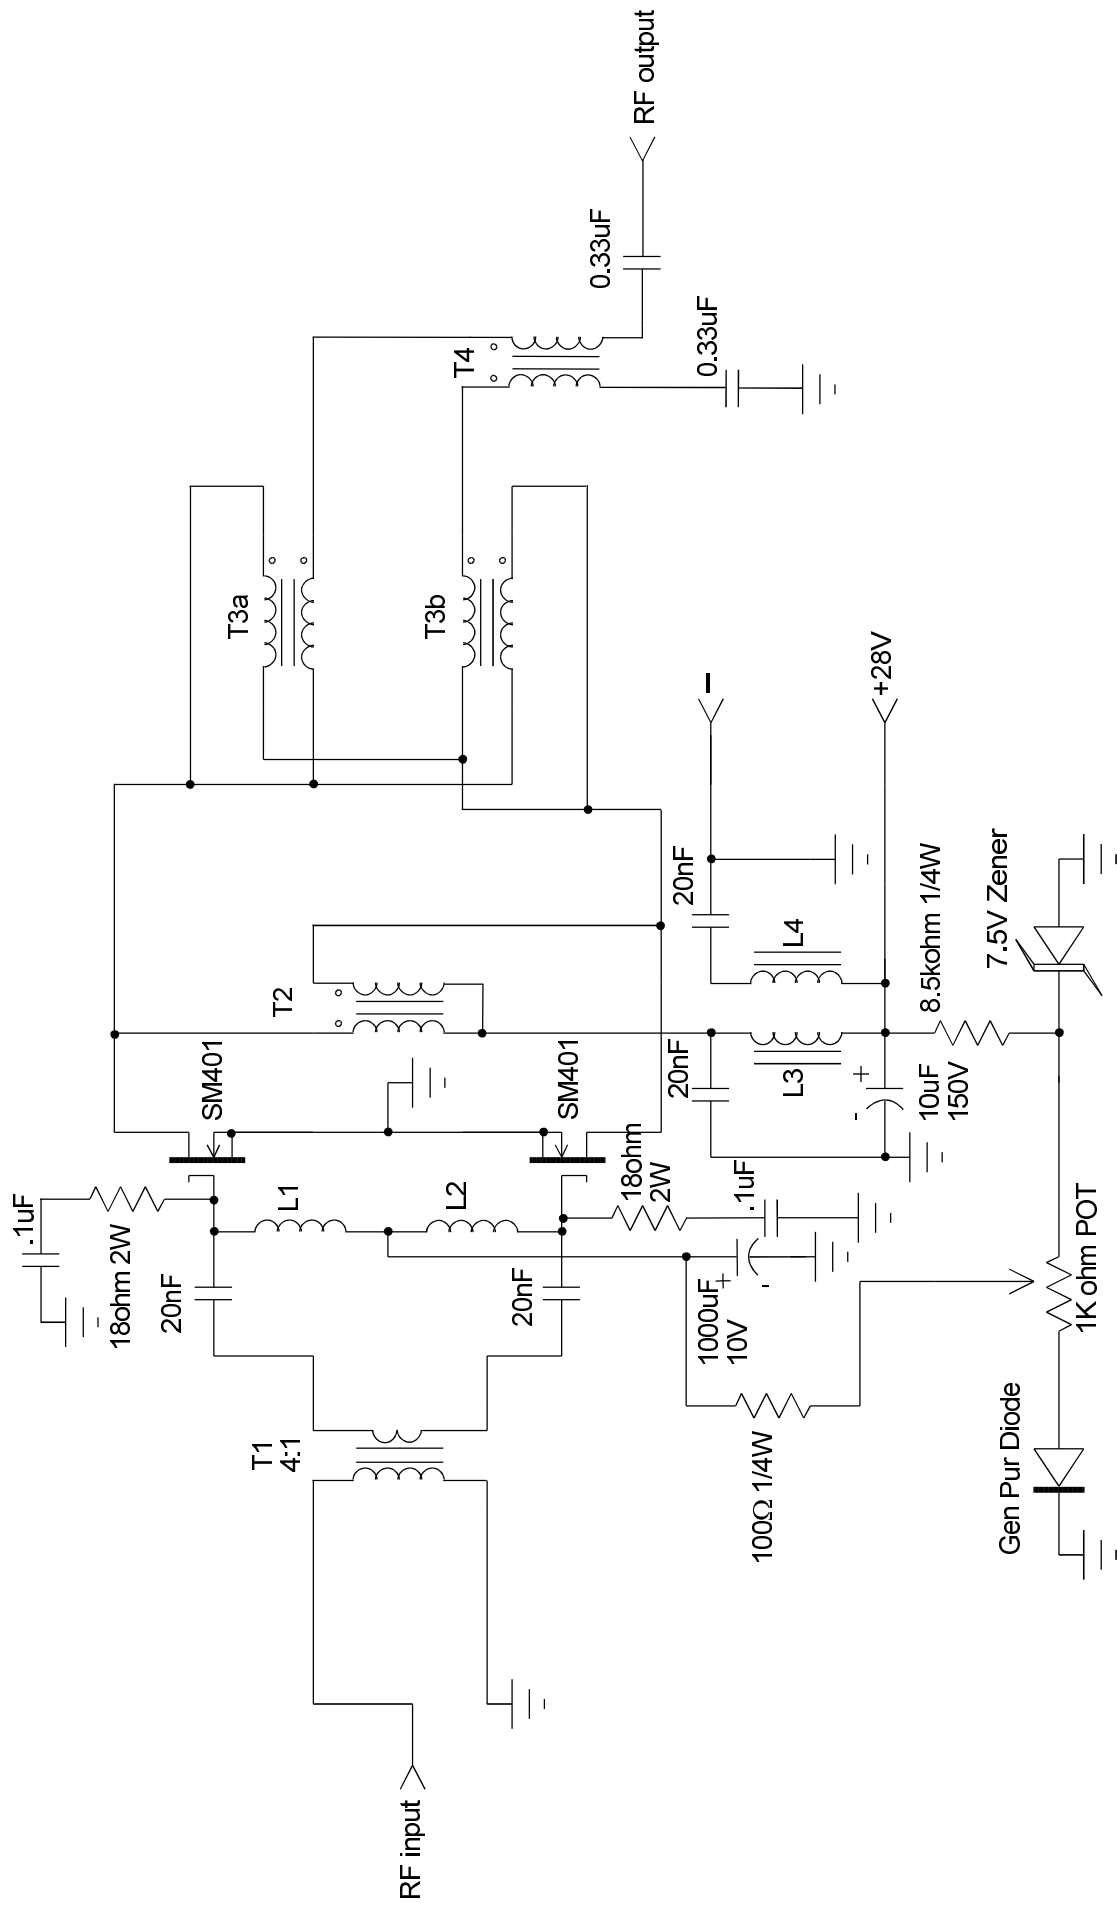 RF output
0.33uF
0.33uF
T4
T3a
T3b
I
+28V
20nF
L4
8.5kohm 1/4W
7.5V Zener
T2
SM401
SM401
20nF
L3
+
-
10uF
150V
.1uF
18ohm 2W
L1
L2
18ohm
2W
.1uF
20nF
20nF
+
-
1000uF
10V
1K ohm POT
T1
4:1
100Ω 1/4W
Gen Pur Diode
RF input